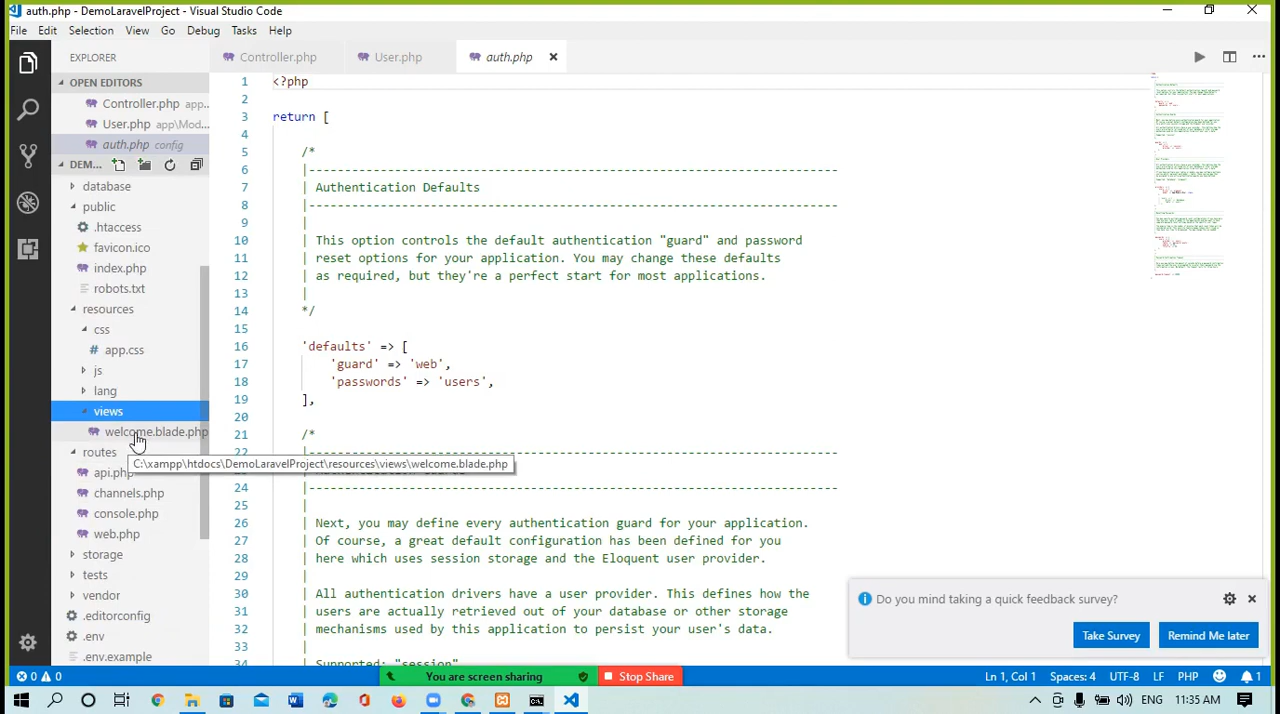 auth.php - DemoLaravelProject - Visual Studio Code
File Edit Selection View Go Debug Tasks Help
EXPLORER
Controller.php User.php auth.php
OPEN EDITORS
Controller.php app...
User.php app\Mod...
auth.php config
DEM...
database
public
.htaccess
favicon.ico
index.php
robots.txt
resources
css
app.css
js
lang
views
welcome.blade.php
C:\xampp\htdocs\DemoLaravelProject\resources\views\welcome.blade.php
routes
api.php
channels.php
console.php
web.php
storage
tests
vendor
.editorconfig
.env
.env.example
1 <?php
2
3 return [
4
5 /*
6 |--------------------------------------------------------------------------
7 | Authentication Defaults
8 |--------------------------------------------------------------------------
9 |
10 | This option controls the default authentication "guard" and password
11 | reset options for your application. You may change these defaults
12 | as required, but they're a perfect start for most applications.
13 |
14 */
15
16 'defaults' => [
17 'guard' => 'web',
18 'passwords' => 'users',
19 ],
20
21 /*
22 |--------------------------------------------------------------------------
24 |--------------------------------------------------------------------------
25 |
26 | Next, you may define every authentication guard for your application.
27 | Of course, a great default configuration has been defined for you
28 | here which uses session storage and the Eloquent user provider.
29 |
30 | All authentication drivers have a user provider. This defines how the
31 | users are actually retrieved out of your database or other storage
32 | mechanisms used by this application to persist your user's data.
33 |
34 | Supported: "session"
Do you mind taking a quick feedback survey?
Take Survey Remind Me later
0 0
You are screen sharing Stop Share
Ln 1, Col 1 Spaces: 4 UTF-8 LF PHP 1
ENG 11:35 AM